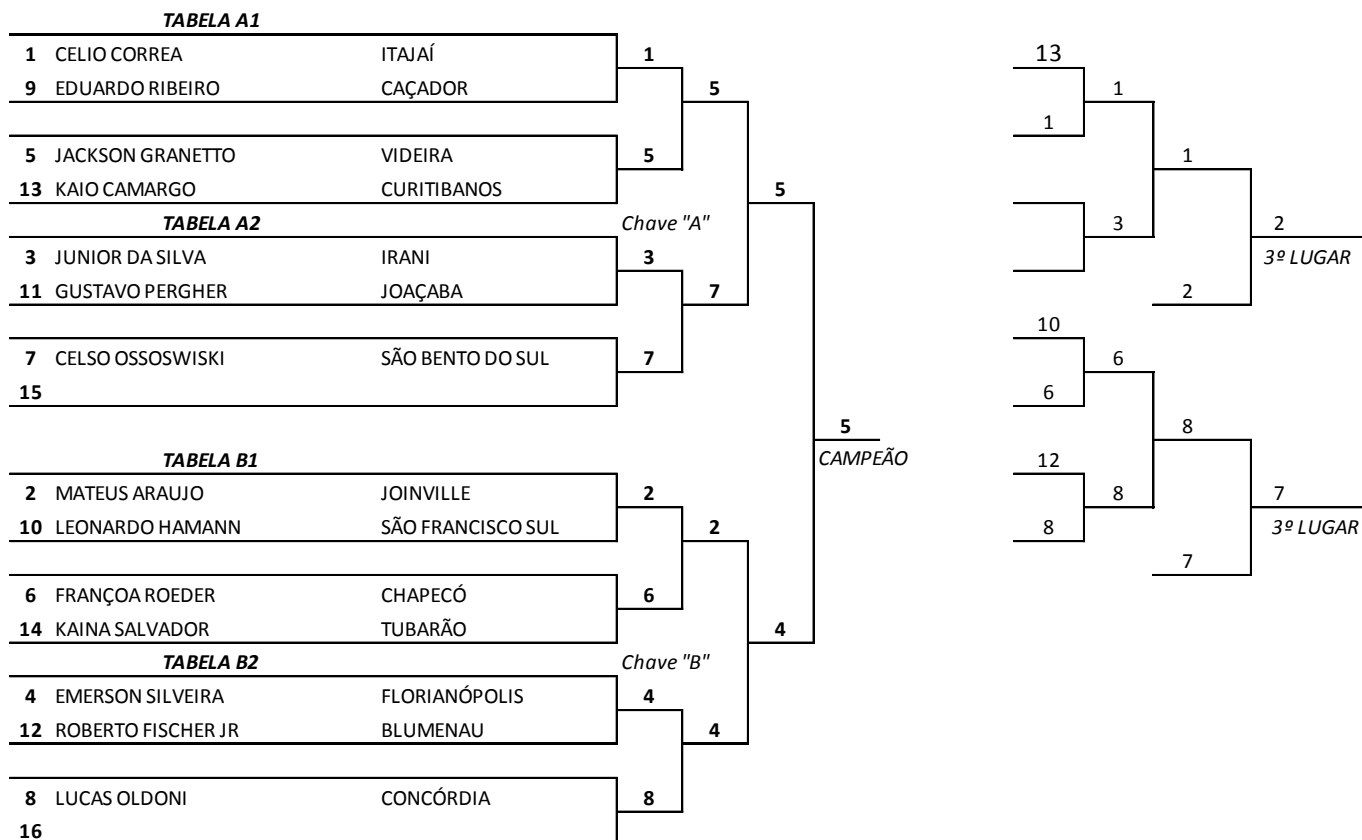 TABELA A1
1 CELIO CORREA ITAJAÍ 1 13
9 EDUARDO RIBEIRO CAÇADOR 5 1
1
5 JACKSON GRANETTO VIDEIRA 5 1
13 KAIO CAMARGO CURITIBANOS 5
TABELA A2 Chave "A" 3 2
3 JUNIOR DA SILVA IRANI 3 3º LUGAR
11 GUSTAVO PERGHER JOAÇABA 7 2
10
7 CELSO OSSOSWISKI SÃO BENTO DO SUL 7 6
15 6
5 8
TABELA B1 CAMPEÃO 12
2 MATEUS ARAUJO JOINVILLE 2 8 7
10 LEONARDO HAMANN SÃO FRANCISCO SUL 2 8 3º LUGAR
7
6 FRANÇOA ROEDER CHAPECÓ 6
14 KAINA SALVADOR TUBARÃO 4
TABELA B2 Chave "B"
4 EMERSON SILVEIRA FLORIANÓPOLIS 4
12 ROBERTO FISCHER JR BLUMENAU 4
8 LUCAS OLDONI CONCÓRDIA 8
16